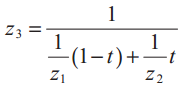 z₃ = 1 / ( (1/z₁)(1−t) + (1/z₂)t )